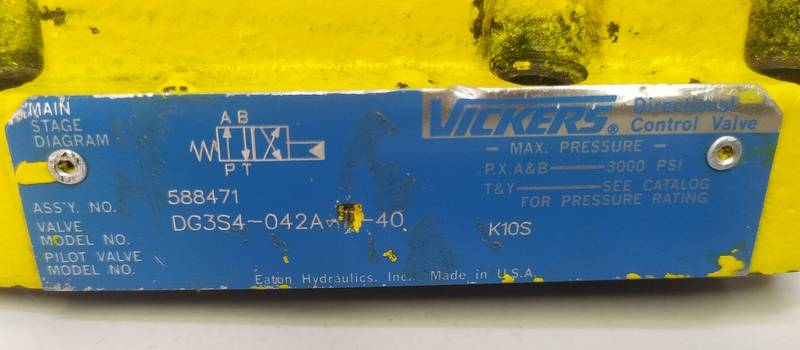 MAIN
STAGE
DIAGRAM
A B
P T
VICKERS® Directional
Control Valve
— MAX. PRESSURE —
P.X.A&B——3000 PSI
T&Y——SEE CATALOG
FOR PRESSURE RATING
ASS'Y. NO. 588471
VALVE
MODEL NO. DG3S4-042A- -40 K10S
PILOT VALVE
MODEL NO.
Eaton Hydraulics. Inc. Made in U.S.A.